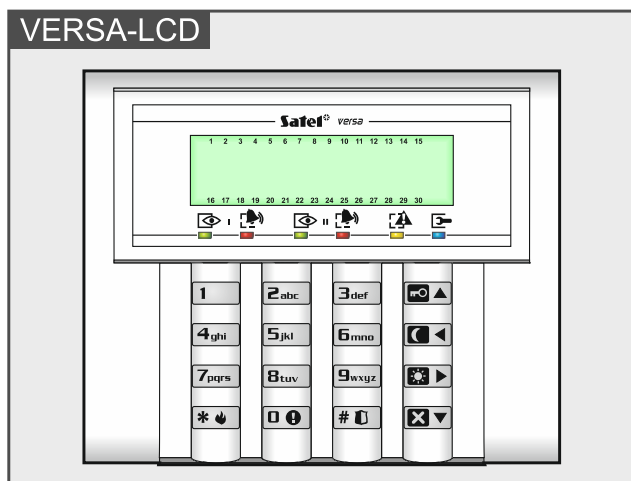 VERSA-LCD
Satel versa
1 2 3 4 5 6 7 8 9 10 11 12 13 14 15
16 17 18 19 20 21 22 23 24 25 26 27 28 29 30
I II
1 2abc 3def
4ghi 5jkl 6mno
7pqrs 8tuv 9wxyz
* 0 #